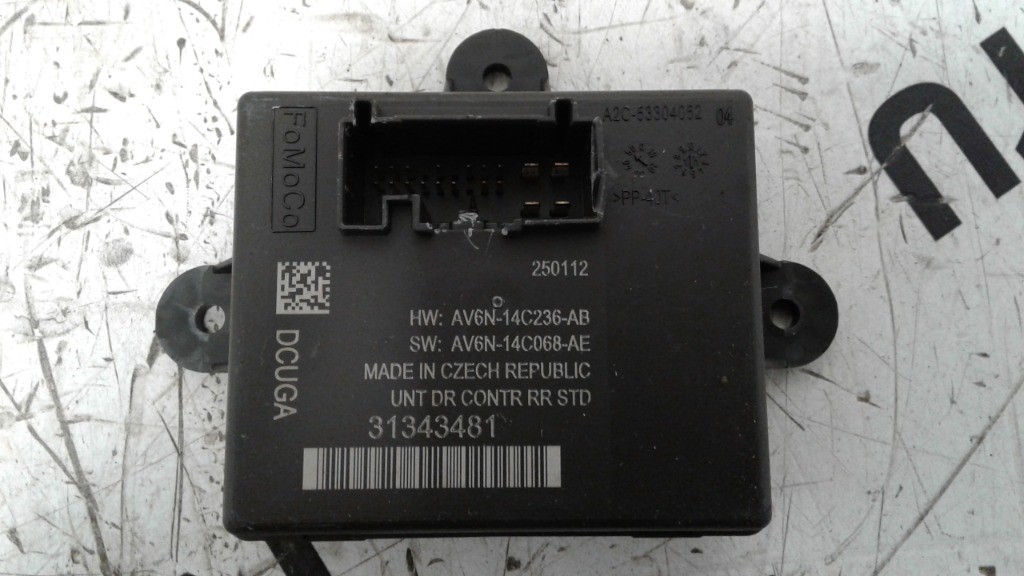 FoMoCo
A2C-53304052 04
>PP-40T<
250112
HW: AV6N-14C236-AB
SW: AV6N-14C068-AE
MADE IN CZECH REPUBLIC
UNT DR CONTR RR STD
31343481
DCUGA